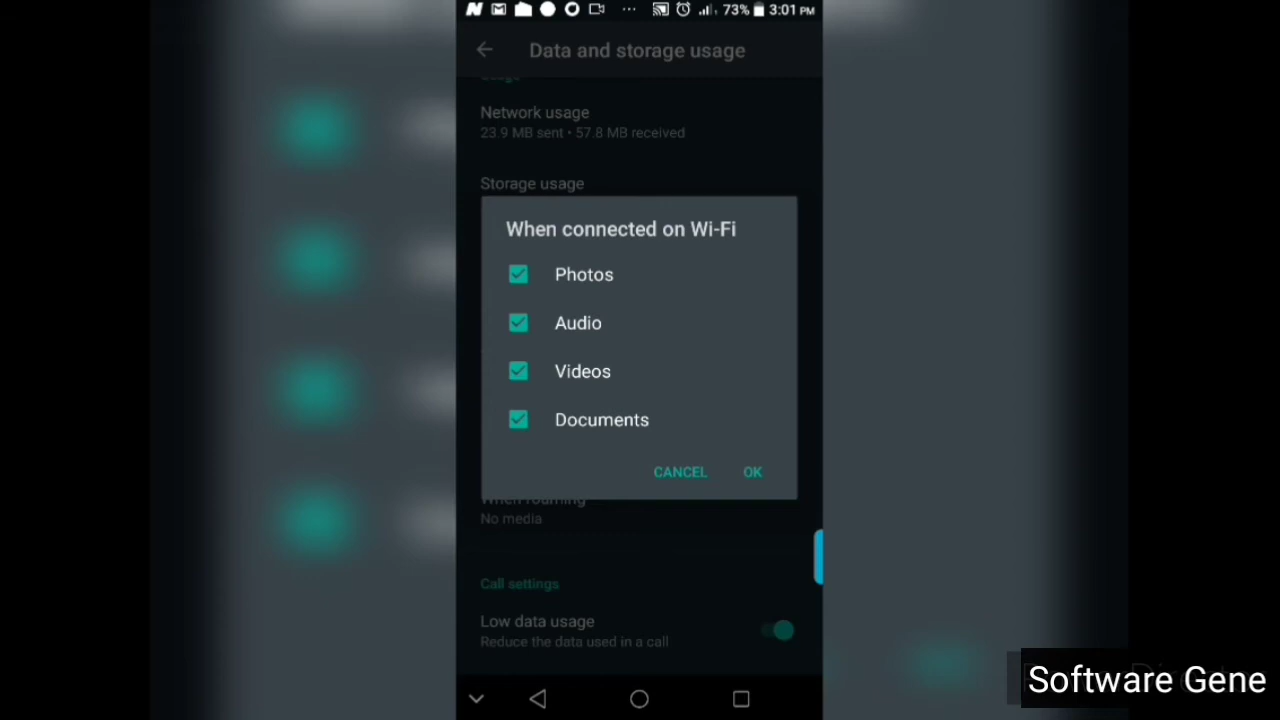 73% 3:01 PM
Data and storage usage
Usage
Network usage
23.9 MB sent • 57.8 MB received
Storage usage
When connected on Wi-Fi
Photos
Audio
Videos
Documents
CANCEL OK
When roaming
No media
Call settings
Low data usage
Reduce the data used in a call
Software Gene